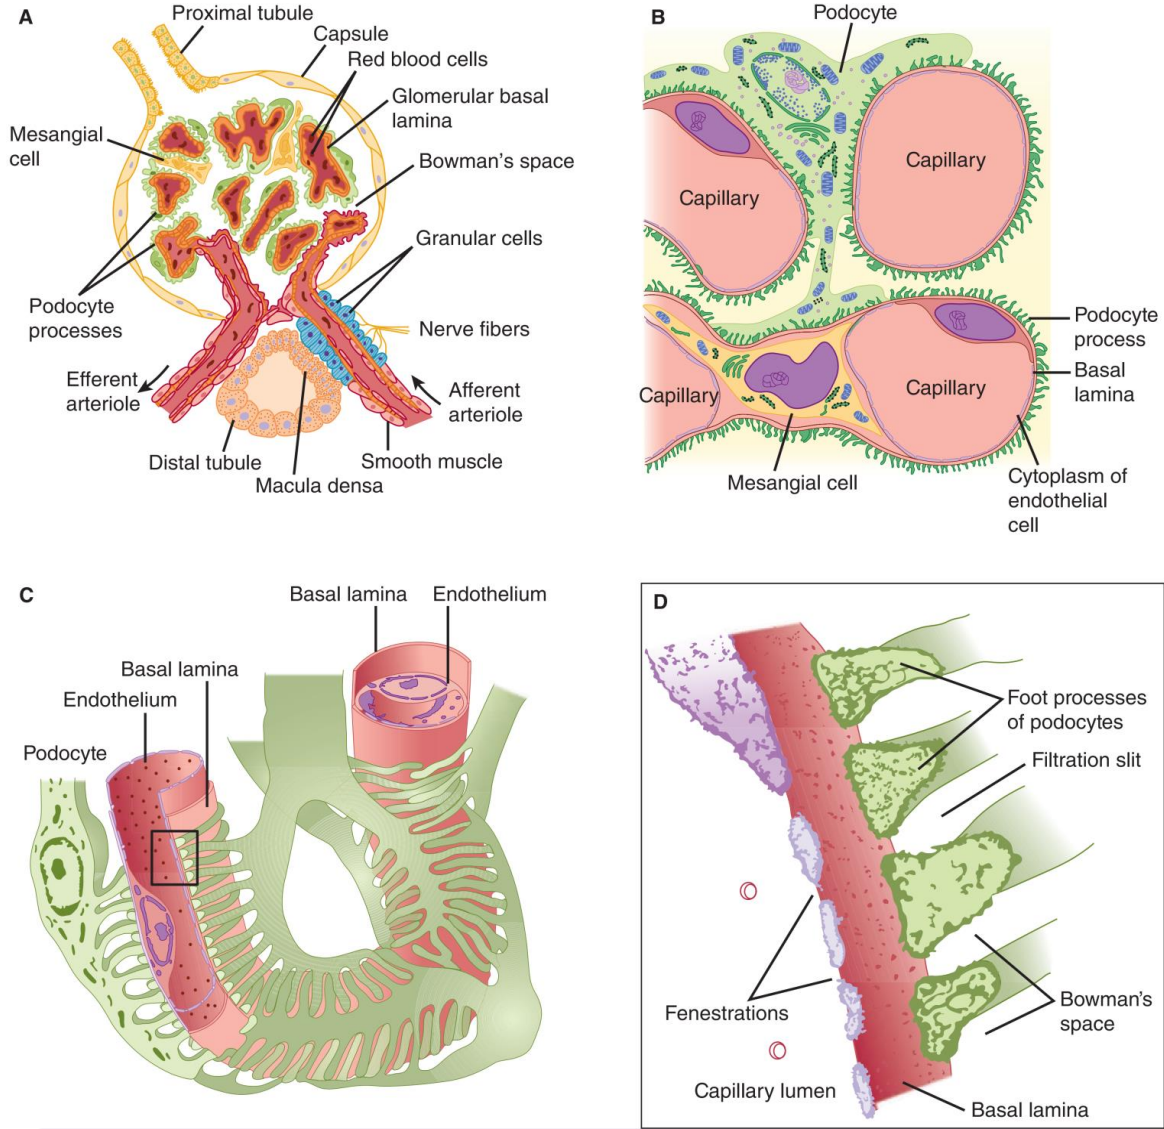 A
Proximal tubule
Capsule
Red blood cells
Glomerular basal
lamina
Mesangial
cell
Bowman's space
Granular cells
Podocyte
processes
Nerve fibers
Efferent
arteriole
Afferent
arteriole
Distal tubule
Smooth muscle
Macula densa
B
Podocyte
Capillary
Capillary
Podocyte
process
Basal
lamina
Capillary
Capillary
Mesangial cell
Cytoplasm of
endothelial
cell
C
Basal lamina
Endothelium
Basal lamina
Endothelium
Podocyte
D
Foot processes
of podocytes
Filtration slit
Fenestrations
Bowman's
space
Capillary lumen
Basal lamina